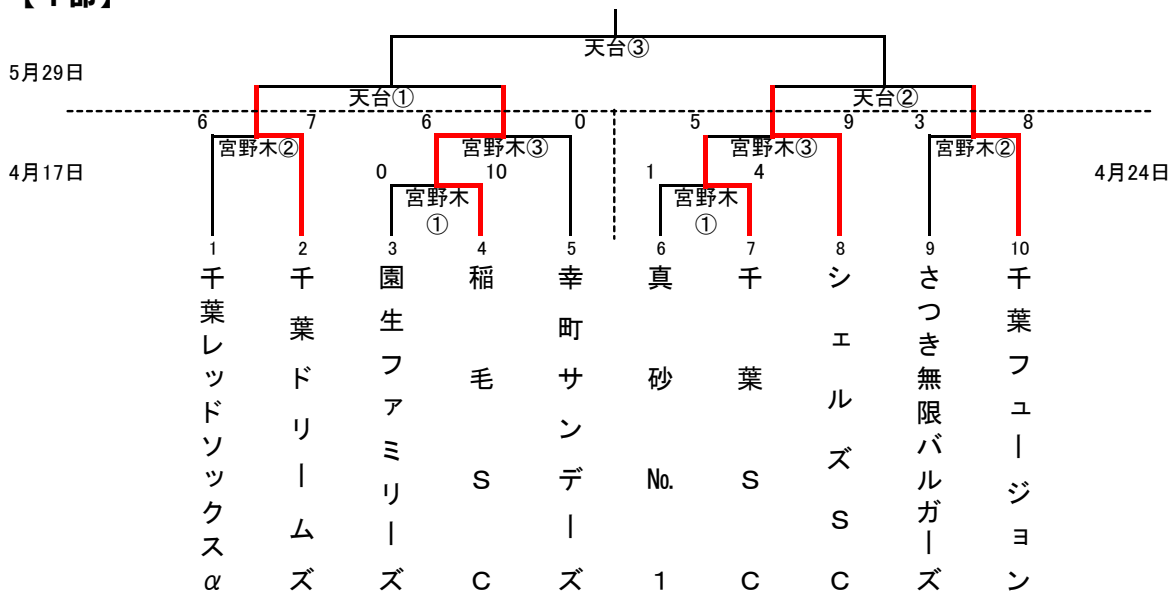 天台③
5月29日
天台① 天台②
6 7 6 0 5 9 3 8
宮野木② 宮野木③ 宮野木③ 宮野木②
4月17日 0 10 1 4 4月24日
宮野木① 宮野木①
1 2 3 4 5 6 7 8 9 10
千葉レッドソックスα
千葉ドリームズ
園生ファミリーズ
稲毛SC
幸町サンデーズ
真砂№1
千葉SC
シェルズSC
さつき無限バルガーズ
千葉フュージョン